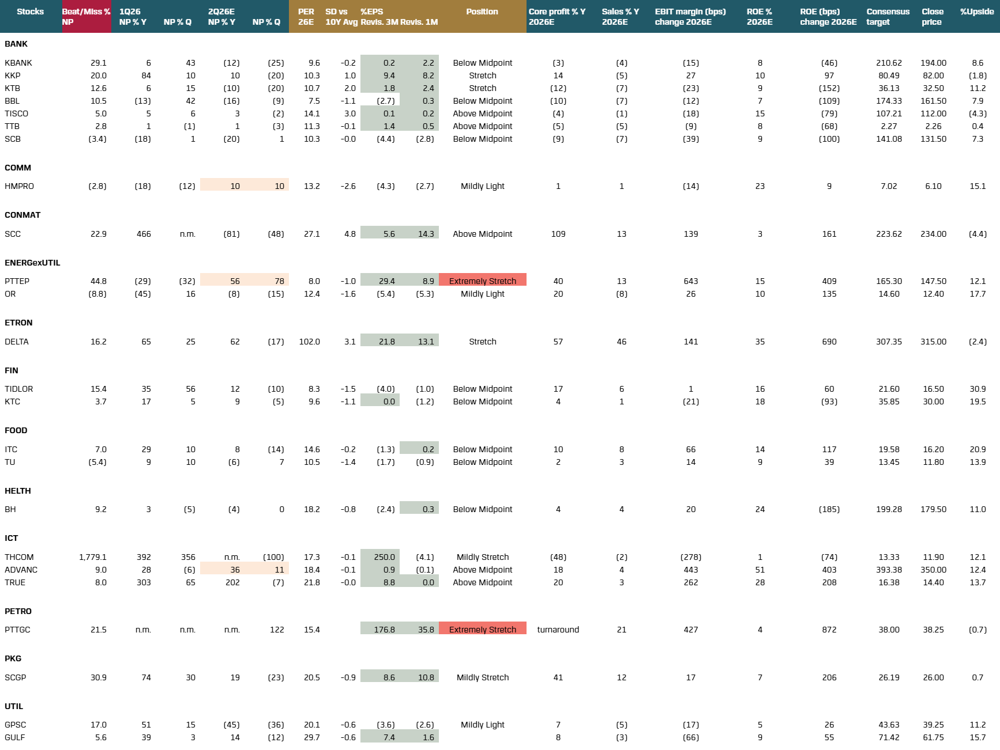 Stocks Beat/Miss % NP 1Q26 NP % Y NP % Q 2Q26E NP % Y NP % Q PER 26E SD vs 10Y Avg %EPS Revis. 3M Revis. 1M Position Core profit % Y 2026E Sales % Y 2026E EBIT margin (bps) change 2026E ROE % 2026E ROE (bps) change 2026E Consensus target Close price %Upside
BANK
KBANK 29.1 6 43 (12) (25) 9.6 -0.2 0.2 2.2 Below Midpoint (3) (4) (15) 8 (46) 210.62 194.00 8.6
KKP 20.0 84 10 10 (20) 10.3 1.0 9.4 8.2 Stretch 14 (5) 27 10 97 80.49 82.00 (1.8)
KTB 12.6 6 15 (10) (20) 10.7 2.0 1.8 2.4 Stretch (12) (7) (23) 9 (152) 36.13 32.50 11.2
BBL 10.5 (13) 42 (16) (9) 7.5 -1.1 (2.7) 0.3 Below Midpoint (10) (7) (12) 7 (109) 174.33 161.50 7.9
TISCO 5.0 5 6 3 (2) 14.1 3.0 0.1 0.2 Above Midpoint (4) (1) (18) 15 (79) 107.21 112.00 (4.3)
TTB 2.8 1 (1) 1 (3) 11.3 -0.1 1.4 0.5 Above Midpoint (5) (5) (9) 8 (68) 2.27 2.26 0.4
SCB (3.4) (18) 1 (20) 1 10.3 -0.0 (4.4) (2.8) Below Midpoint (9) (7) (39) 9 (100) 141.08 131.50 7.3
COMM
HMPRO (2.8) (18) (12) 10 10 13.2 -2.6 (4.3) (2.7) Mildly Light 1 1 (14) 23 9 7.02 6.10 15.1
CONMAT
SCC 22.9 466 n.m. (81) (48) 27.1 4.8 5.6 14.3 Above Midpoint 109 13 139 3 161 223.62 234.00 (4.4)
ENERGexUTIL
PTTEP 44.8 (29) (32) 56 78 8.0 -1.0 29.4 8.9 Extremely Stretch 40 13 643 15 409 165.30 147.50 12.1
OR (8.8) (45) 16 (8) (15) 12.4 -1.6 (5.4) (5.3) Mildly Light 20 (8) 26 10 135 14.60 12.40 17.7
ETRON
DELTA 16.2 65 25 62 (17) 102.0 3.1 21.8 13.1 Stretch 57 46 141 35 690 307.35 315.00 (2.4)
FIN
TIDLOR 15.4 35 56 12 (10) 8.3 -1.5 (4.0) (1.0) Below Midpoint 17 6 1 16 60 21.60 16.50 30.9
KTC 3.7 17 5 9 (5) 9.6 -1.1 0.0 (1.2) Below Midpoint 4 1 (21) 18 (93) 35.85 30.00 19.5
FOOD
ITC 7.0 29 10 8 (14) 14.6 -0.2 (1.3) 0.2 Below Midpoint 10 8 66 14 117 19.58 16.20 20.9
TU (5.4) 9 10 (6) 7 10.5 -1.4 (1.7) (0.9) Below Midpoint 2 3 14 9 39 13.45 11.80 13.9
HELTH
BH 9.2 3 (5) (4) 0 18.2 -0.8 (2.4) 0.3 Below Midpoint 4 4 20 24 (185) 199.28 179.50 11.0
ICT
THCOM 1,779.1 392 356 n.m. (100) 17.3 -0.1 250.0 (4.1) Mildly Stretch (48) (2) (278) 1 (74) 13.33 11.90 12.1
ADVANC 9.0 28 (6) 36 11 18.4 -0.1 0.9 (0.1) Above Midpoint 18 4 443 51 403 393.38 350.00 12.4
TRUE 8.0 303 65 202 (7) 21.8 -0.0 8.8 0.0 Above Midpoint 20 3 262 28 208 16.38 14.40 13.7
PETRO
PTTGC 21.5 n.m. n.m. n.m. 122 15.4 176.8 35.8 Extremely Stretch turnaround 21 427 4 872 38.00 38.25 (0.7)
PKG
SCGP 30.9 74 30 19 (23) 20.5 -0.9 8.6 10.8 Mildly Stretch 41 12 17 7 206 26.19 26.00 0.7
UTIL
GPSC 17.0 51 15 (45) (36) 20.1 -0.6 (3.6) (2.6) Mildly Light 7 (5) (17) 5 26 43.63 39.25 11.2
GULF 5.6 39 3 14 (12) 29.7 -0.6 7.4 1.6 8 (3) (66) 9 55 71.42 61.75 15.7